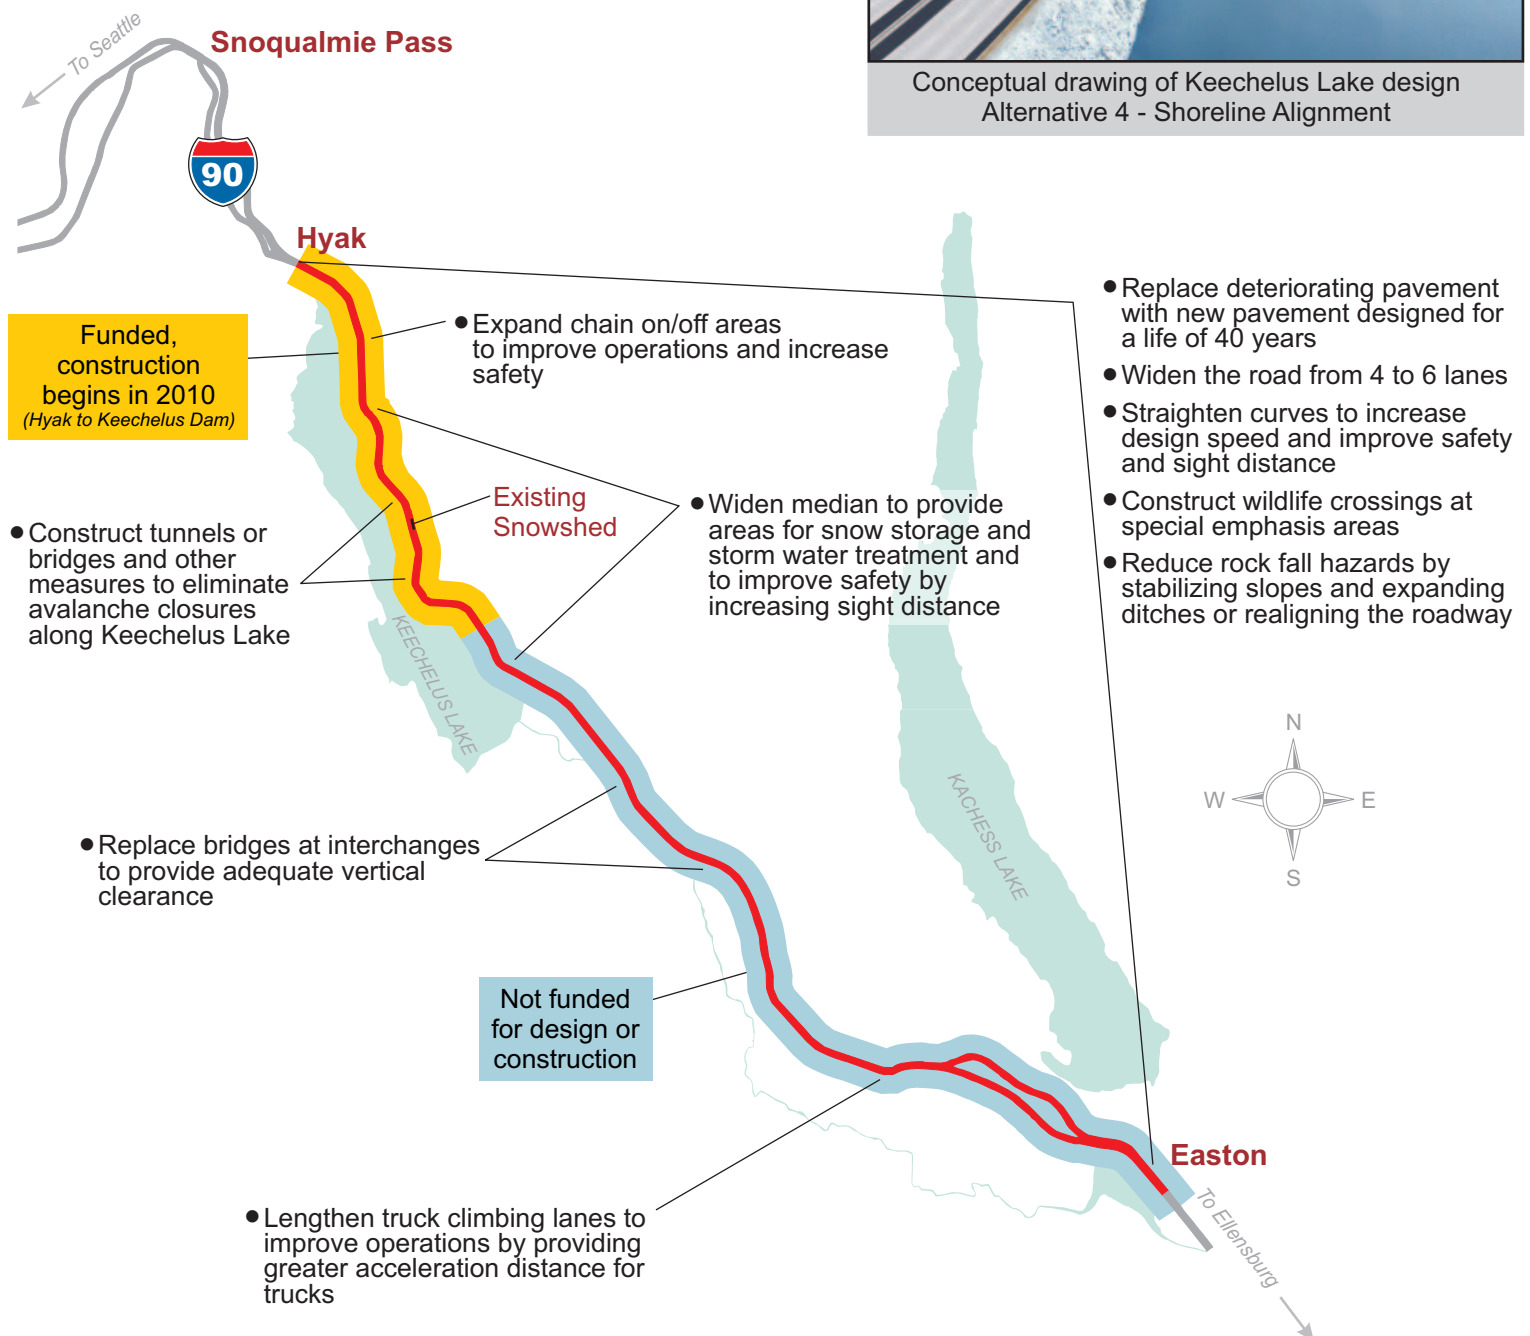 To Seattle
Snoqualmie Pass
Conceptual drawing of Keechelus Lake design
Alternative 4 - Shoreline Alignment
90
Hyak
Funded,
construction
begins in 2010
(Hyak to Keechelus Dam)
● Expand chain on/off areas
to improve operations and increase
safety
● Replace deteriorating pavement
with new pavement designed for
a life of 40 years
● Widen the road from 4 to 6 lanes
● Straighten curves to increase
design speed and improve safety
and sight distance
● Construct wildlife crossings at
special emphasis areas
● Reduce rock fall hazards by
stabilizing slopes and expanding
ditches or realigning the roadway
Existing
Snowshed
● Widen median to provide
areas for snow storage and
storm water treatment and
to improve safety by
increasing sight distance
● Construct tunnels or
bridges and other
measures to eliminate
avalanche closures
along Keechelus Lake
KEECHELUS LAKE
KACHESS LAKE
N
W
E
S
● Replace bridges at interchanges
to provide adequate vertical
clearance
Not funded
for design or
construction
Easton
To Ellensburg
● Lengthen truck climbing lanes to
improve operations by providing
greater acceleration distance for
trucks